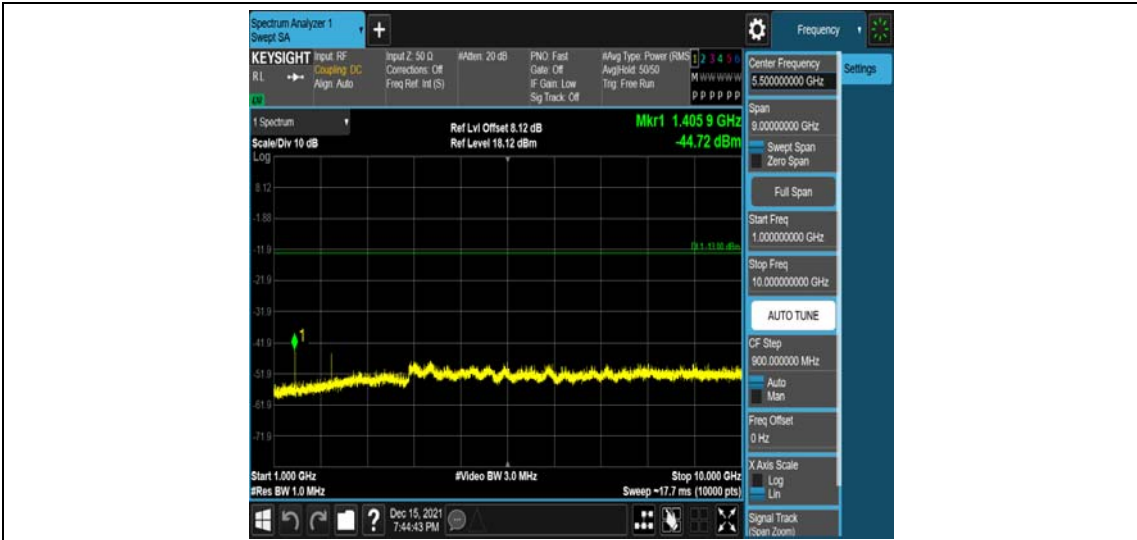 Spectrum Analyzer 1
Swept SA
+
Frequency
KEYSIGHT
RL
Input: RF
Coupling: DC
Align: Auto
Input Z: 50 Ω
Corrections: Off
Freq Ref: Int (S)
#Atten: 20 dB
PNO: Fast
Gate: Off
IF Gain: Low
Sig Track: Off
#Avg Type: Power (RMS
Avg|Hold: 50/50
Trig: Free Run
1 2 3 4 5 6
M W W W W W
P P P P P P
1 Spectrum
Scale/Div 10 dB
Log
Ref Lvl Offset 8.12 dB
Ref Level 18.12 dBm
Mkr1 1.405 9 GHz
-44.72 dBm
8.12
-1.88
-11.9
DL1 -13.00 dBm
-21.9
-31.9
-41.9
1
-51.9
-61.9
-71.9
Start 1.000 GHz
#Res BW 1.0 MHz
#Video BW 3.0 MHz
Stop 10.000 GHz
Sweep ~17.7 ms (10000 pts)
?
Dec 15, 2021
7:44:43 PM
Center Frequency
5.500000000 GHz
Settings
Span
9.00000000 GHz
Swept Span
Zero Span
Full Span
Start Freq
1.000000000 GHz
Stop Freq
10.000000000 GHz
AUTO TUNE
CF Step
900.000000 MHz
Auto
Man
Freq Offset
0 Hz
X Axis Scale
Log
Lin
Signal Track
(Span Zoom)